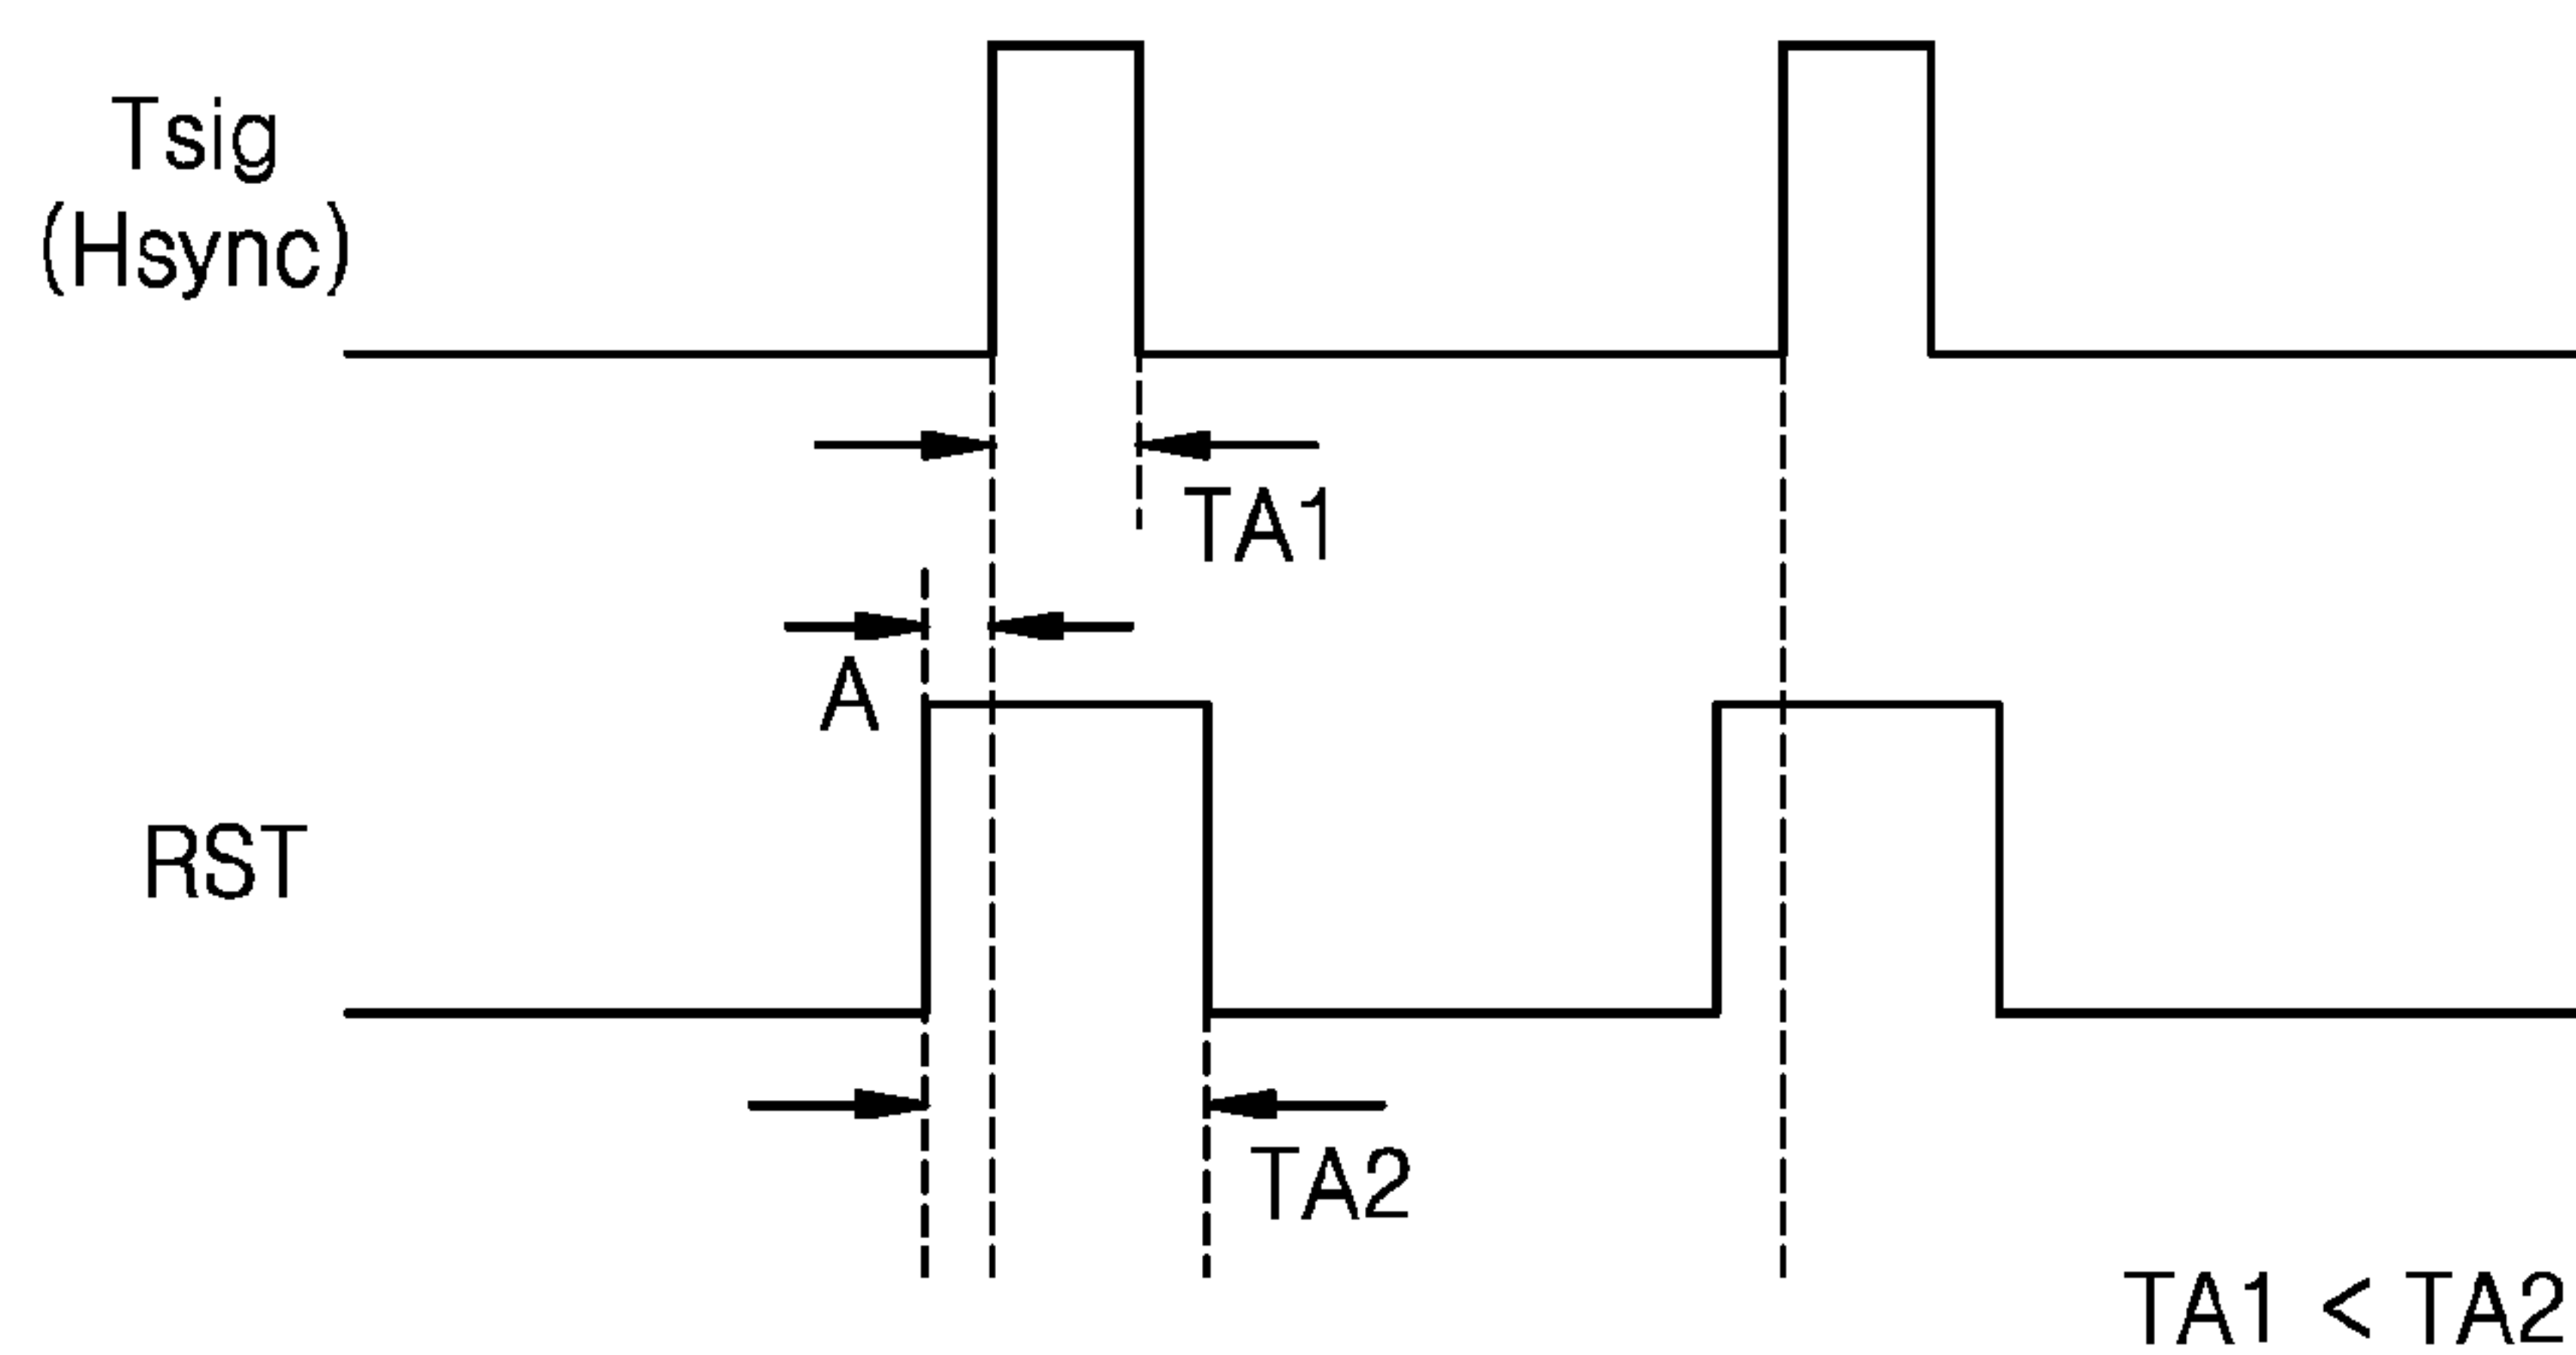 Tsig
(Hsync)
TA1
A
RST
TA2
TA1 < TA2